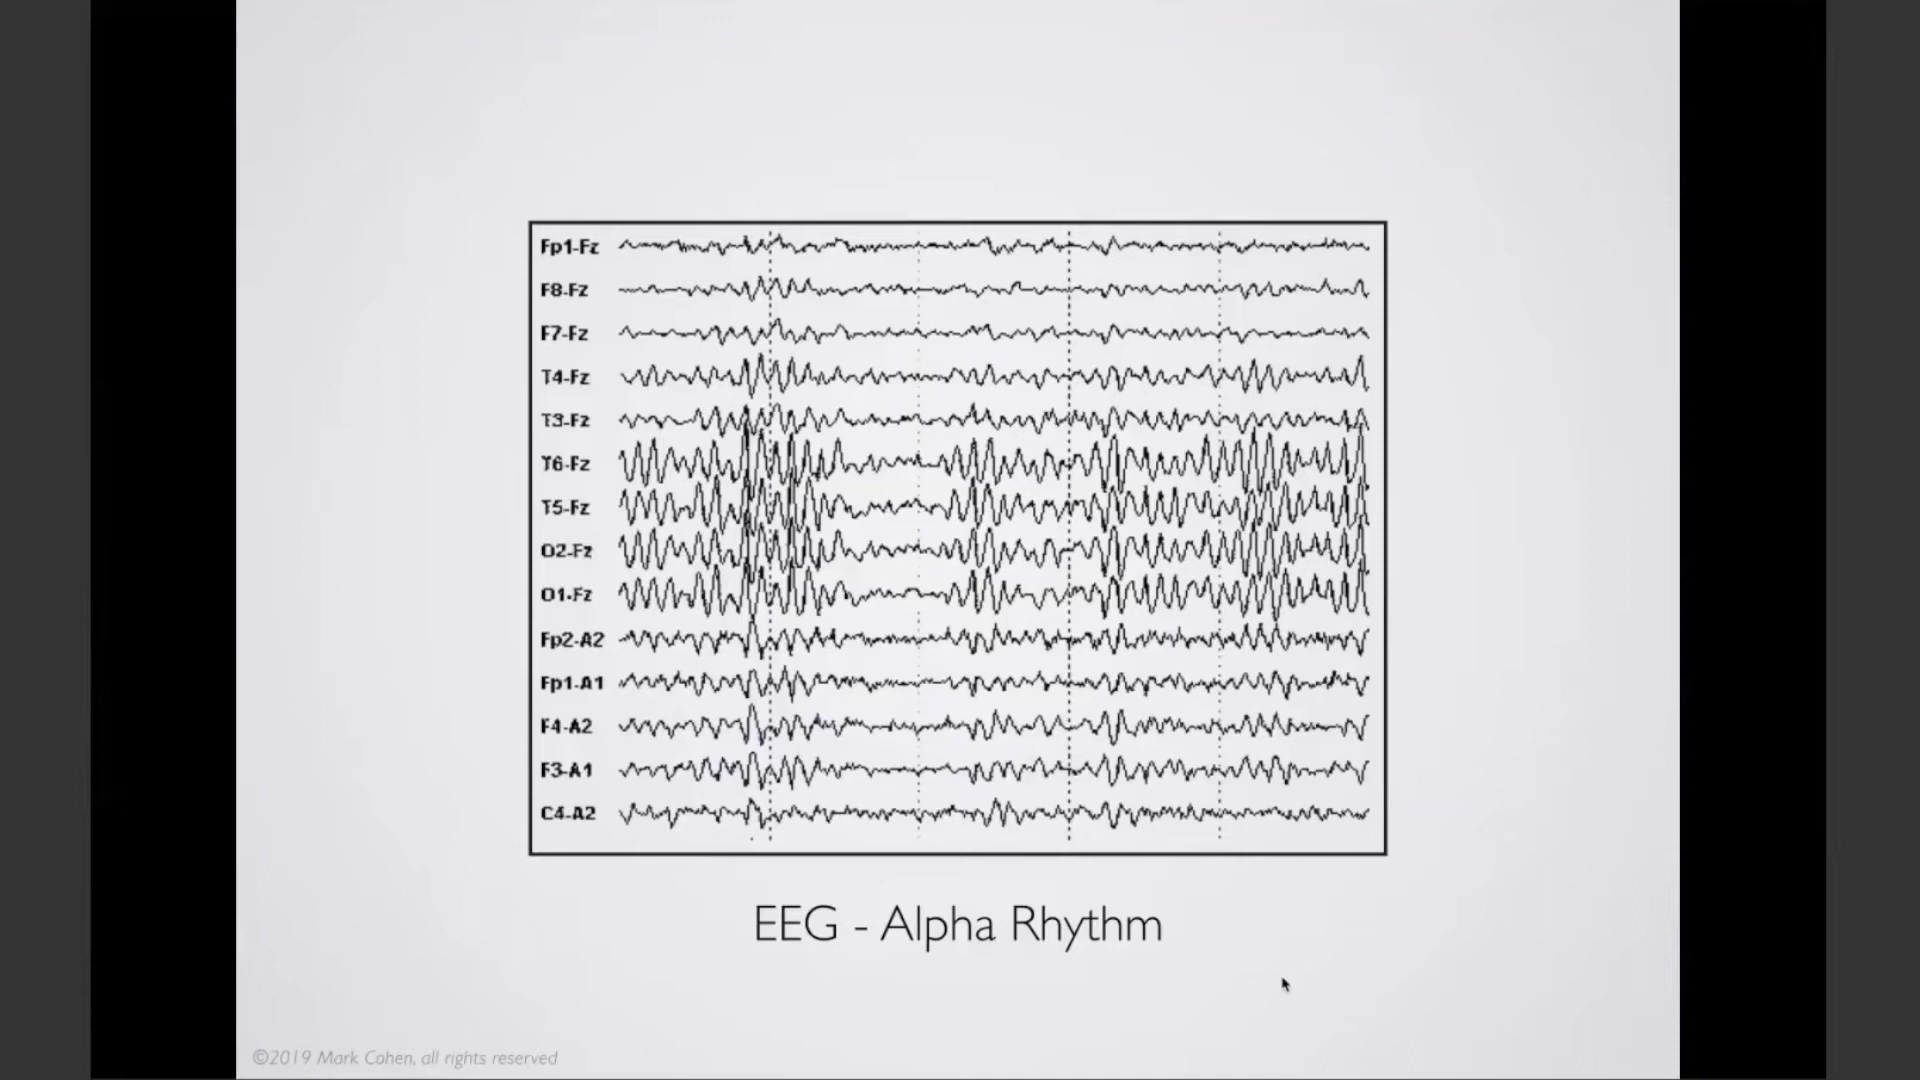 Fp1-Fz
F8-Fz
F7-Fz
T4-Fz
T3-Fz
T6-Fz
T5-Fz
O2-Fz
O1-Fz
Fp2-A2
Fp1-A1
F4-A2
F3-A1
C4-A2
EEG - Alpha Rhythm
©2019 Mark Cohen, all rights reserved